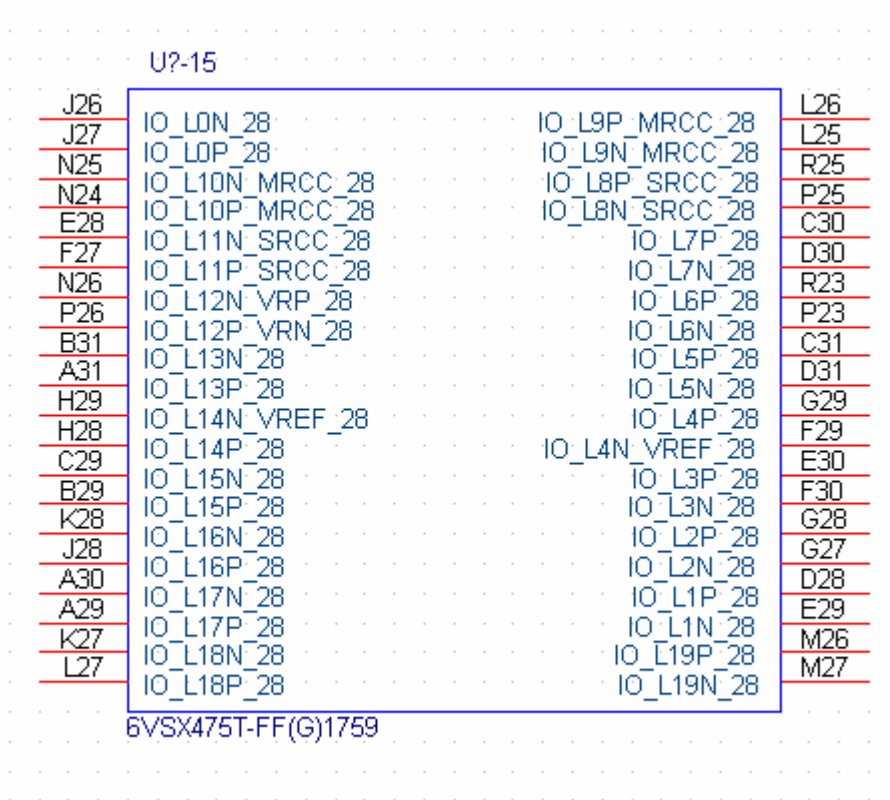 U?-15
J26 IO_L0N_28 IO_L9P_MRCC_28 L26
J27 IO_L0P_28 IO_L9N_MRCC_28 L25
N25 IO_L10N_MRCC_28 IO_L8P_SRCC_28 R25
N24 IO_L10P_MRCC_28 IO_L8N_SRCC_28 P25
E28 IO_L11N_SRCC_28 IO_L7P_28 C30
F27 IO_L11P_SRCC_28 IO_L7N_28 D30
N26 IO_L12N_VRP_28 IO_L6P_28 R23
P26 IO_L12P_VRN_28 IO_L6N_28 P23
B31 IO_L13N_28 IO_L5P_28 C31
A31 IO_L13P_28 IO_L5N_28 D31
H29 IO_L14N_VREF_28 IO_L4P_28 G29
H28 IO_L14P_28 IO_L4N_VREF_28 F29
C29 IO_L15N_28 IO_L3P_28 E30
B29 IO_L15P_28 IO_L3N_28 F30
K28 IO_L16N_28 IO_L2P_28 G28
J28 IO_L16P_28 IO_L2N_28 G27
A30 IO_L17N_28 IO_L1P_28 D28
A29 IO_L17P_28 IO_L1N_28 E29
K27 IO_L18N_28 IO_L19P_28 M26
L27 IO_L18P_28 IO_L19N_28 M27
6VSX475T-FF(G)1759